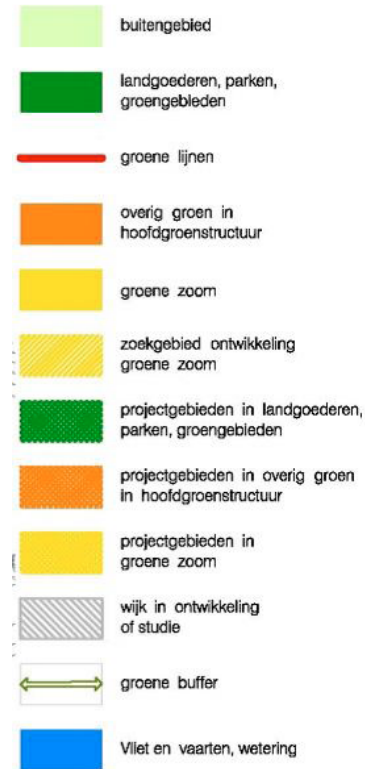 buitengebied
landgoederen, parken,
groengebieden
groene lijnen
overig groen in
hoofdgroenstructuur
groene zoom
zoekgebied ontwikkeling
groene zoom
projectgebieden in landgoederen,
parken, groengebieden
projectgebieden in overig groen
in hoofdgroenstructuur
projectgebieden in
groene zoom
wijk in ontwikkeling
of studie
groene buffer
Vliet en vaarten, wetering